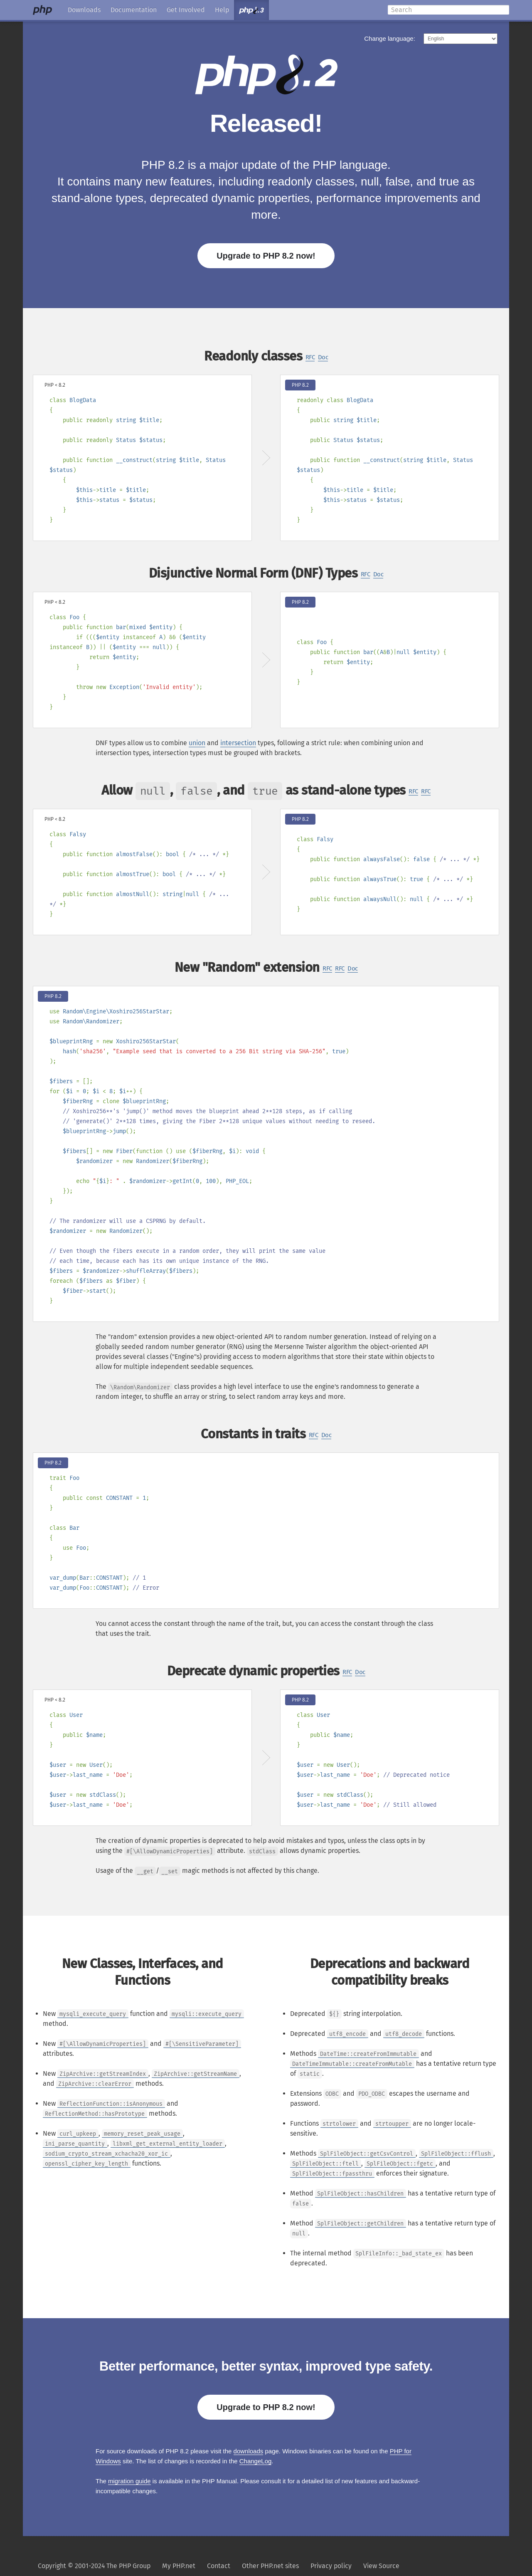 php
Downloads Documentation Get Involved Help php8.3
Search
Change language: English
php8.2
Released!
PHP 8.2 is a major update of the PHP language.
It contains many new features, including readonly classes, null, false, and true as
stand-alone types, deprecated dynamic properties, performance improvements and
more.
Upgrade to PHP 8.2 now!
Readonly classes RFC Doc
PHP < 8.2
class BlogData
{
    public readonly string $title;
    public readonly Status $status;
    public function __construct(string $title, Status
$status)
    {
        $this->title = $title;
        $this->status = $status;
    }
}
PHP 8.2
readonly class BlogData
{
    public string $title;
    public Status $status;
    public function __construct(string $title, Status
$status)
    {
        $this->title = $title;
        $this->status = $status;
    }
}
Disjunctive Normal Form (DNF) Types RFC Doc
PHP < 8.2
class Foo {
    public function bar(mixed $entity) {
        if ((($entity instanceof A) && ($entity
instanceof B)) || ($entity === null)) {
            return $entity;
        }
        throw new Exception('Invalid entity');
    }
}
PHP 8.2
class Foo {
    public function bar((A&B)|null $entity) {
        return $entity;
    }
}
DNF types allow us to combine union and intersection types, following a strict rule: when combining union and
intersection types, intersection types must be grouped with brackets.
Allow null, false, and true as stand-alone types RFC RFC
PHP < 8.2
class Falsy
{
    public function almostFalse(): bool { /* ... */ *}
    public function almostTrue(): bool { /* ... */ *}
    public function almostNull(): string|null { /* ...
*/ *}
}
PHP 8.2
class Falsy
{
    public function alwaysFalse(): false { /* ... */ *}
    public function alwaysTrue(): true { /* ... */ *}
    public function alwaysNull(): null { /* ... */ *}
}
New "Random" extension RFC RFC Doc
PHP 8.2
use Random\Engine\Xoshiro256StarStar;
use Random\Randomizer;
$blueprintRng = new Xoshiro256StarStar(
    hash('sha256', "Example seed that is converted to a 256 Bit string via SHA-256", true)
);
$fibers = [];
for ($i = 0; $i < 8; $i++) {
    $fiberRng = clone $blueprintRng;
    // Xoshiro256**'s 'jump()' method moves the blueprint ahead 2**128 steps, as if calling
    // 'generate()' 2**128 times, giving the Fiber 2**128 unique values without needing to reseed.
    $blueprintRng->jump();
    $fibers[] = new Fiber(function () use ($fiberRng, $i): void {
        $randomizer = new Randomizer($fiberRng);
        echo "{$i}: " . $randomizer->getInt(0, 100), PHP_EOL;
    });
}
// The randomizer will use a CSPRNG by default.
$randomizer = new Randomizer();
// Even though the fibers execute in a random order, they will print the same value
// each time, because each has its own unique instance of the RNG.
$fibers = $randomizer->shuffleArray($fibers);
foreach ($fibers as $fiber) {
    $fiber->start();
}
The "random" extension provides a new object-oriented API to random number generation. Instead of relying on a
globally seeded random number generator (RNG) using the Mersenne Twister algorithm the object-oriented API
provides several classes ("Engine"s) providing access to modern algorithms that store their state within objects to
allow for multiple independent seedable sequences.
The \Random\Randomizer class provides a high level interface to use the engine's randomness to generate a
random integer, to shuffle an array or string, to select random array keys and more.
Constants in traits RFC Doc
PHP 8.2
trait Foo
{
    public const CONSTANT = 1;
}
class Bar
{
    use Foo;
}
var_dump(Bar::CONSTANT); // 1
var_dump(Foo::CONSTANT); // Error
You cannot access the constant through the name of the trait, but, you can access the constant through the class
that uses the trait.
Deprecate dynamic properties RFC Doc
PHP < 8.2
class User
{
    public $name;
}
$user = new User();
$user->last_name = 'Doe';
$user = new stdClass();
$user->last_name = 'Doe';
PHP 8.2
class User
{
    public $name;
}
$user = new User();
$user->last_name = 'Doe'; // Deprecated notice
$user = new stdClass();
$user->last_name = 'Doe'; // Still allowed
The creation of dynamic properties is deprecated to help avoid mistakes and typos, unless the class opts in by
using the #[\AllowDynamicProperties] attribute. stdClass allows dynamic properties.
Usage of the __get / __set magic methods is not affected by this change.
New Classes, Interfaces, and
Functions
• New mysqli_execute_query function and mysqli::execute_query
method.
• New #[\AllowDynamicProperties] and #[\SensitiveParameter]
attributes.
• New ZipArchive::getStreamIndex, ZipArchive::getStreamName,
and ZipArchive::clearError methods.
• New ReflectionFunction::isAnonymous and
ReflectionMethod::hasPrototype methods.
• New curl_upkeep, memory_reset_peak_usage,
ini_parse_quantity, libxml_get_external_entity_loader,
sodium_crypto_stream_xchacha20_xor_ic,
openssl_cipher_key_length functions.
Deprecations and backward
compatibility breaks
• Deprecated ${} string interpolation.
• Deprecated utf8_encode and utf8_decode functions.
• Methods DateTime::createFromImmutable and
DateTimeImmutable::createFromMutable has a tentative return type
of static.
• Extensions ODBC and PDO_ODBC escapes the username and
password.
• Functions strtolower and strtoupper are no longer locale-
sensitive.
• Methods SplFileObject::getCsvControl, SplFileObject::fflush,
SplFileObject::ftell, SplFileObject::fgetc, and
SplFileObject::fpassthru enforces their signature.
• Method SplFileObject::hasChildren has a tentative return type of
false.
• Method SplFileObject::getChildren has a tentative return type of
null.
• The internal method SplFileInfo::_bad_state_ex has been
deprecated.
Better performance, better syntax, improved type safety.
Upgrade to PHP 8.2 now!
For source downloads of PHP 8.2 please visit the downloads page. Windows binaries can be found on the PHP for
Windows site. The list of changes is recorded in the ChangeLog.
The migration guide is available in the PHP Manual. Please consult it for a detailed list of new features and backward-
incompatible changes.
Copyright © 2001-2024 The PHP Group My PHP.net Contact Other PHP.net sites Privacy policy View Source